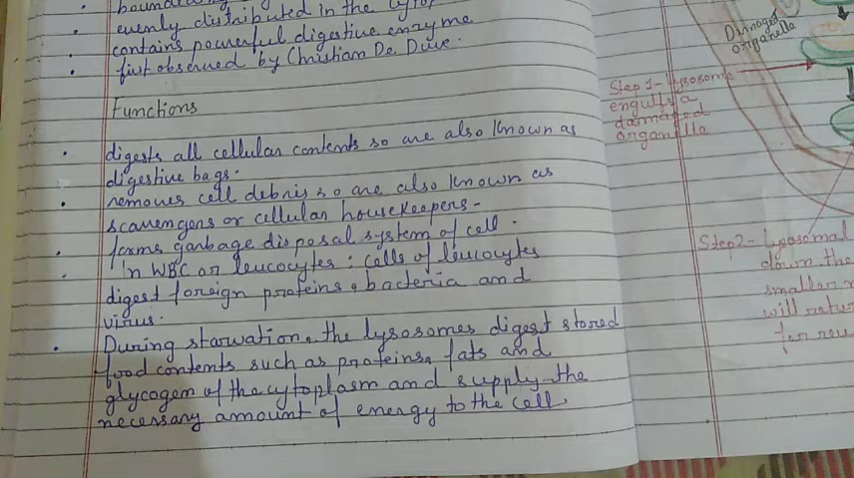 evenly distributed in the cytop
contains powerful digestive enzyme
first observed by Christian De Duve.
Functions
digests all cellular contents so are also known as
digestive bags.
removes cell debris so are also known as
scavengers or cellular housekeepers-
forms garbage disposal system of cell.
In WBC or leucocytes: cells of leucocytes
digest foreign proteins, bacteria and
virus.
During starvation, the lysosomes digest stored
food contents such as proteins, fats and
glycogen of the cytoplasm and supply the
necessary amount of energy to the cell.
Damaged
organelle
Step 1- lysosome
engulfs a
damaged
organelle
Step2- lysosomal
down the
smaller
will retur
for reu